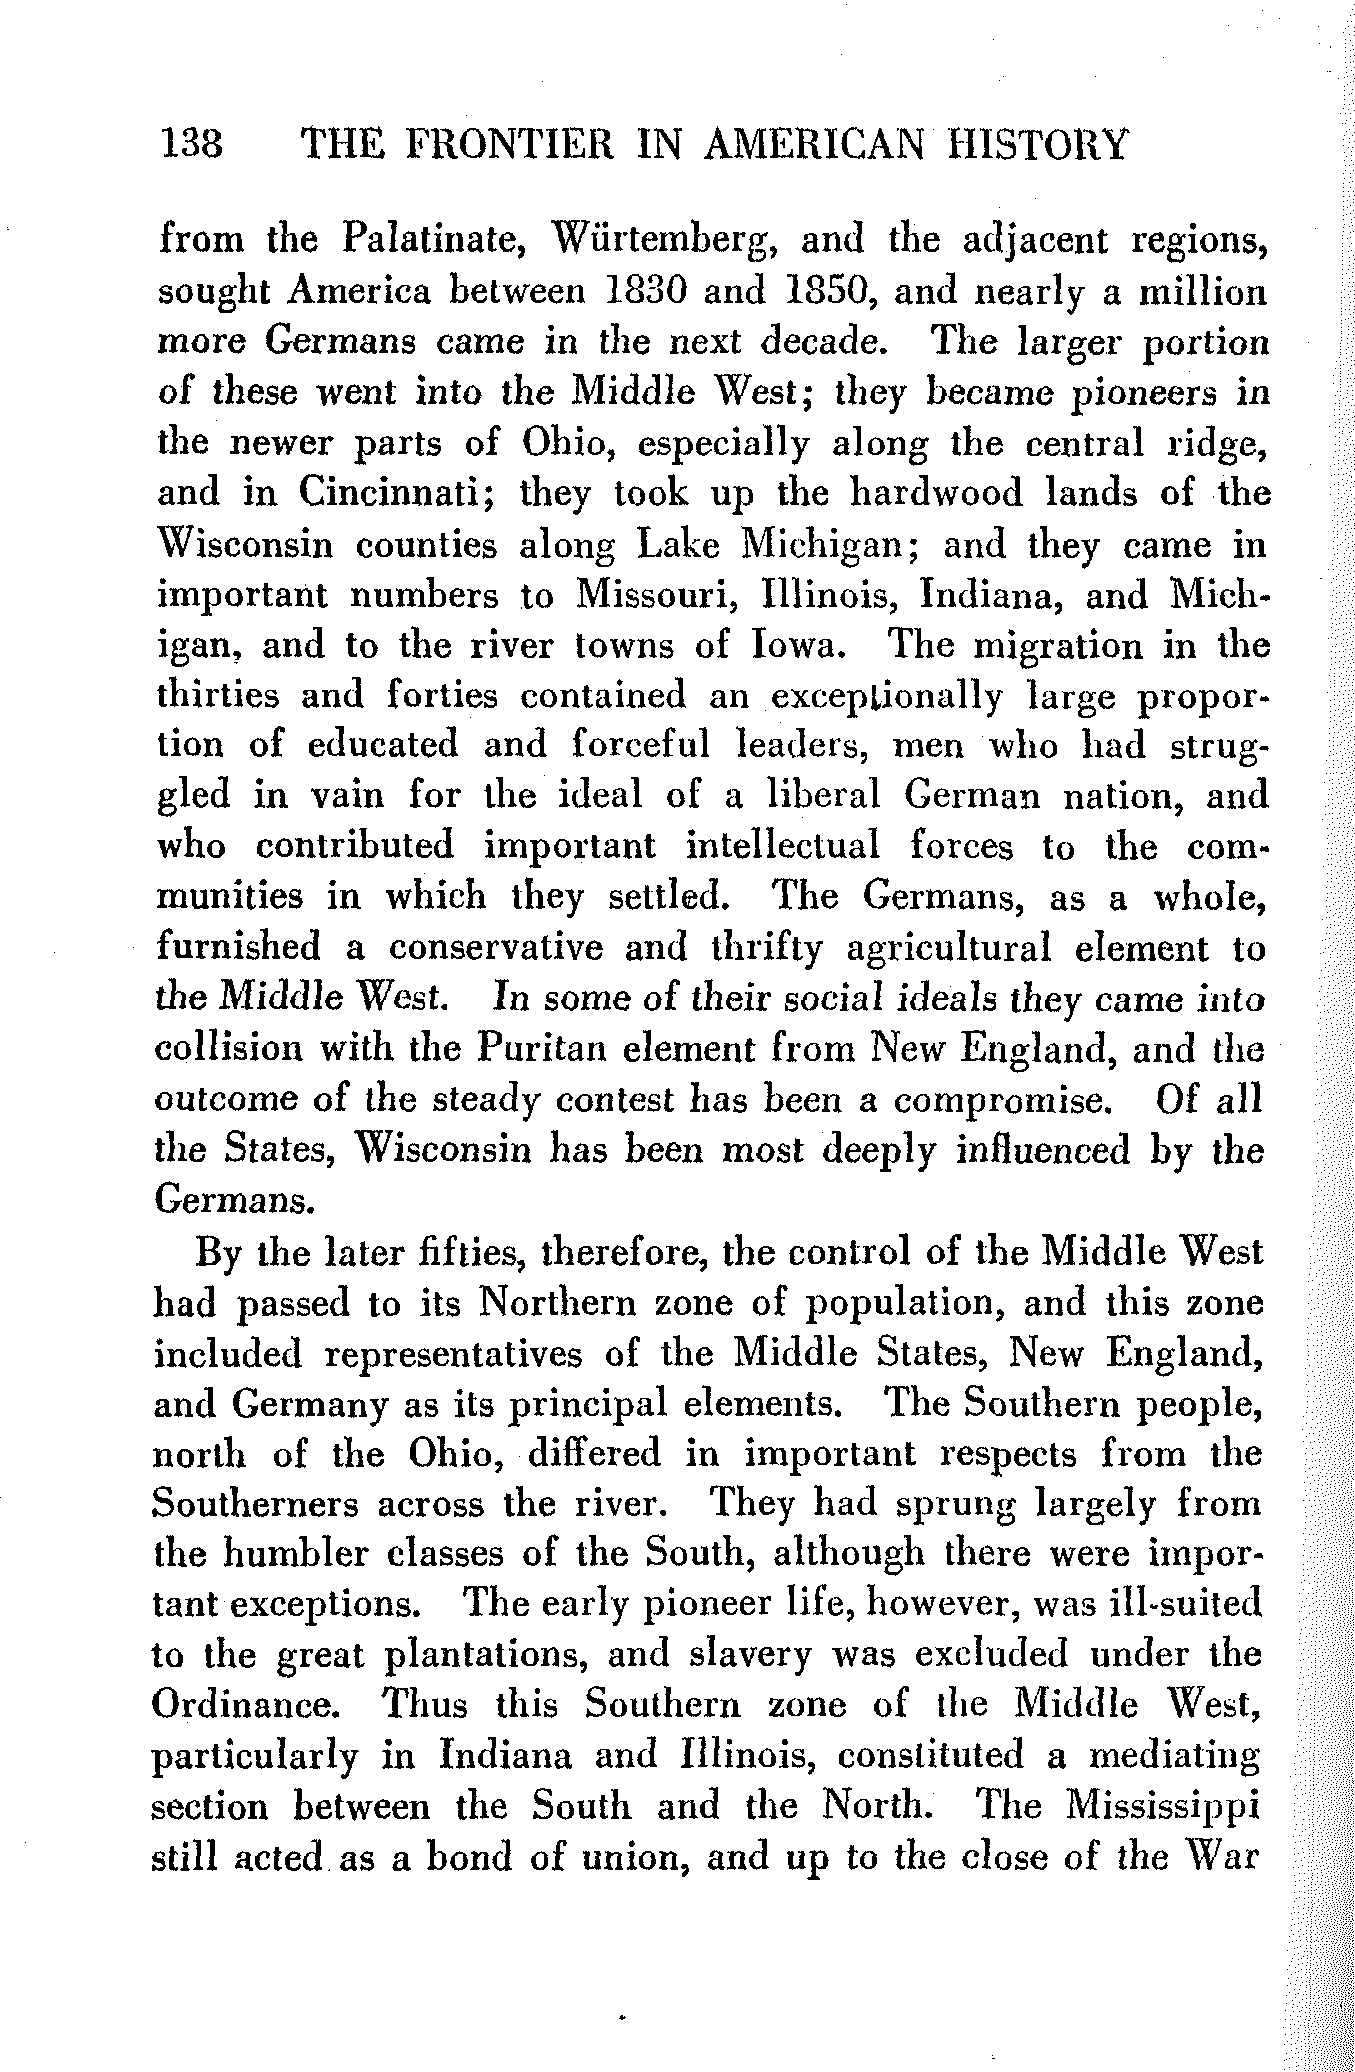 138 THE FRONTIER IN AMERICAN HISTORY
from the Palatinate, Würtemberg, and the adjacent regions,
sought America between 1830 and 1850, and nearly a million
more Germans came in the next decade. The larger portion
of these went into the Middle West; they became pioneers in
the newer parts of Ohio, especially along the central ridge,
and in Cincinnati; they took up the hardwood lands of the
Wisconsin counties along Lake Michigan; and they came in
important numbers to Missouri, Illinois, Indiana, and Mich-
igan, and to the river towns of Iowa. The migration in the
thirties and forties contained an exceptionally large propor-
tion of educated and forceful leaders, men who had strug-
gled in vain for the ideal of a liberal German nation, and
who contributed important intellectual forces to the com-
munities in which they settled. The Germans, as a whole,
furnished a conservative and thrifty agricultural element to
the Middle West. In some of their social ideals they came into
collision with the Puritan element from New England, and the
outcome of the steady contest has been a compromise. Of all
the States, Wisconsin has been most deeply influenced by the
Germans.
By the later fifties, therefore, the control of the Middle West
had passed to its Northern zone of population, and this zone
included representatives of the Middle States, New England,
and Germany as its principal elements. The Southern people,
north of the Ohio, differed in important respects from the
Southerners across the river. They had sprung largely from
the humbler classes of the South, although there were impor-
tant exceptions. The early pioneer life, however, was ill-suited
to the great plantations, and slavery was excluded under the
Ordinance. Thus this Southern zone of the Middle West,
particularly in Indiana and Illinois, constituted a mediating
section between the South and the North. The Mississippi
still acted as a bond of union, and up to the close of the War